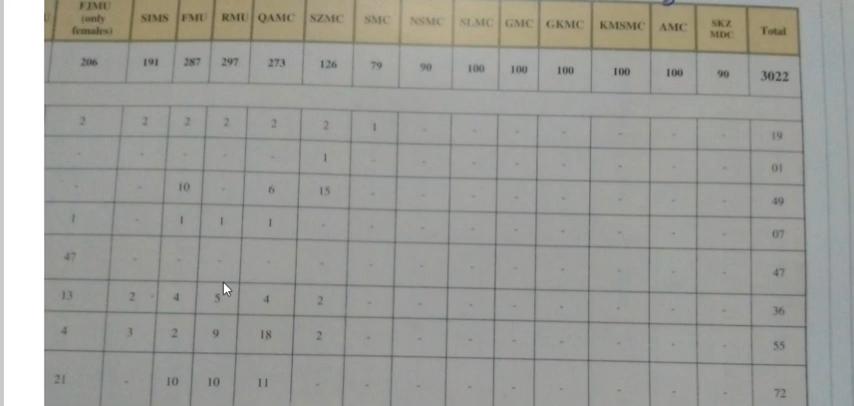 FJMU (only females) SIMS FMU RMU QAMC SZMC SMC NSMC SLMC GMC GKMC KMSMC AMC SKZ MDC Total
206 191 287 297 273 126 79 90 100 100 100 100 100 90 3022
2 2 2 2 2 2 1 - - - - - - - 19
- - - - - 1 - - - - - - - - 01
- - 10 - 6 15 - - - - - - - - 49
1 - 1 1 1 - - - - - - - - - 07
47 - - - - - - - - - - - - - 47
13 2 4 5 4 2 - - - - - - - - 36
4 3 2 9 18 2 - - - - - - - - 55
21 - 10 10 11 - - - - - - - - - 72